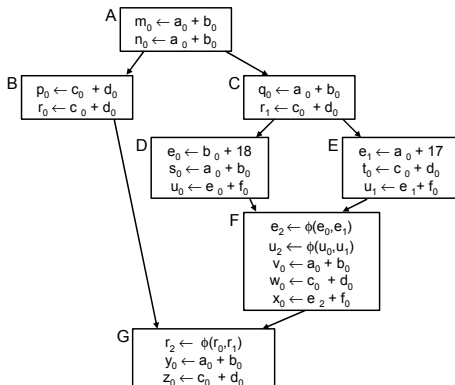 A
m₀ ← a₀ + b₀
n₀ ← a₀ + b₀
B
p₀ ← c₀ + d₀
r₀ ← c₀ + d₀
C
q₀ ← a₀ + b₀
r₁ ← c₀ + d₀
D
e₀ ← b₀ + 18
s₀ ← a₀ + b₀
u₀ ← e₀ + f₀
E
e₁ ← a₀ + 17
t₀ ← c₀ + d₀
u₁ ← e₁ + f₀
F
e₂ ← ϕ(e₀,e₁)
u₂ ← ϕ(u₀,u₁)
v₀ ← a₀ + b₀
w₀ ← c₀ + d₀
x₀ ← e₂ + f₀
G
r₂ ← ϕ(r₀,r₁)
y₀ ← a₀ + b₀
z₀ ← c₀ + d₀